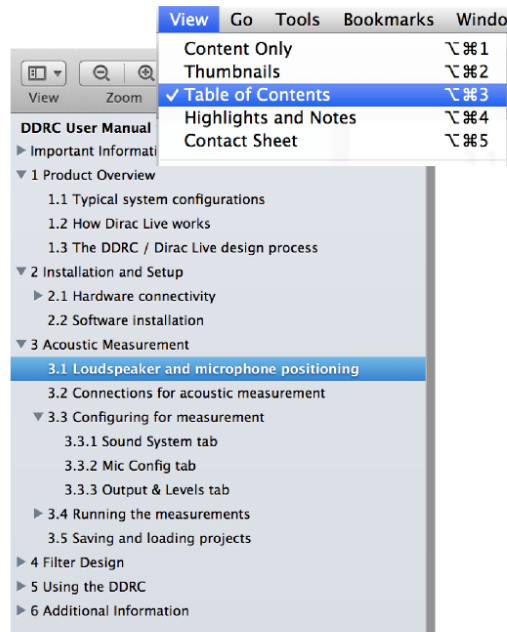 View Go Tools Bookmarks Windo
Content Only ⌥⌘1
Thumbnails ⌥⌘2
✓ Table of Contents ⌥⌘3
Highlights and Notes ⌥⌘4
Contact Sheet ⌥⌘5
View Zoom
DDRC User Manual
Important Informati
1 Product Overview
1.1 Typical system configurations
1.2 How Dirac Live works
1.3 The DDRC / Dirac Live design process
2 Installation and Setup
2.1 Hardware connectivity
2.2 Software installation
3 Acoustic Measurement
3.1 Loudspeaker and microphone positioning
3.2 Connections for acoustic measurement
3.3 Configuring for measurement
3.3.1 Sound System tab
3.3.2 Mic Config tab
3.3.3 Output & Levels tab
3.4 Running the measurements
3.5 Saving and loading projects
4 Filter Design
5 Using the DDRC
6 Additional Information